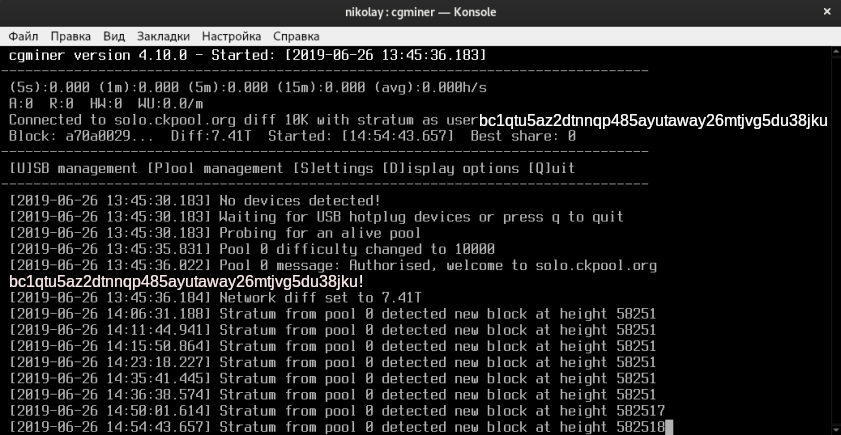 nikolay : cgminer — Konsole
Файл Правка Вид Закладки Настройка Справка
cgminer version 4.10.0 - Started: [2019-06-26 13:45:36.183]
(5s):0.000 (1m):0.000 (5m):0.000 (15m):0.000 (avg):0.000h/s
A:0 R:0 HW:0 WU:0.0/m
Connected to solo.ckpool.org diff 10K with stratum as user bc1qtu5az2dtnnqp485ayutaway26mtjvg5du38jku
Block: a70a0029... Diff:7.41T Started: [14:54:43.657] Best share: 0
[U]SB management [P]ool management [S]ettings [D]isplay options [Q]uit
[2019-06-26 13:45:30.183] No devices detected!
[2019-06-26 13:45:30.183] Waiting for USB hotplug devices or press q to quit
[2019-06-26 13:45:30.183] Probing for an alive pool
[2019-06-26 13:45:35.831] Pool 0 difficulty changed to 10000
[2019-06-26 13:45:36.022] Pool 0 message: Authorised, welcome to solo.ckpool.org
bc1qtu5az2dtnnqp485ayutaway26mtjvg5du38jku!
[2019-06-26 13:45:36.184] Network diff set to 7.41T
[2019-06-26 14:06:31.188] Stratum from pool 0 detected new block at height 58251
[2019-06-26 14:11:44.941] Stratum from pool 0 detected new block at height 58251
[2019-06-26 14:15:50.864] Stratum from pool 0 detected new block at height 58251
[2019-06-26 14:23:18.227] Stratum from pool 0 detected new block at height 58251
[2019-06-26 14:35:41.445] Stratum from pool 0 detected new block at height 58251
[2019-06-26 14:36:38.574] Stratum from pool 0 detected new block at height 58251
[2019-06-26 14:50:01.614] Stratum from pool 0 detected new block at height 582517
[2019-06-26 14:54:43.657] Stratum from pool 0 detected new block at height 582518